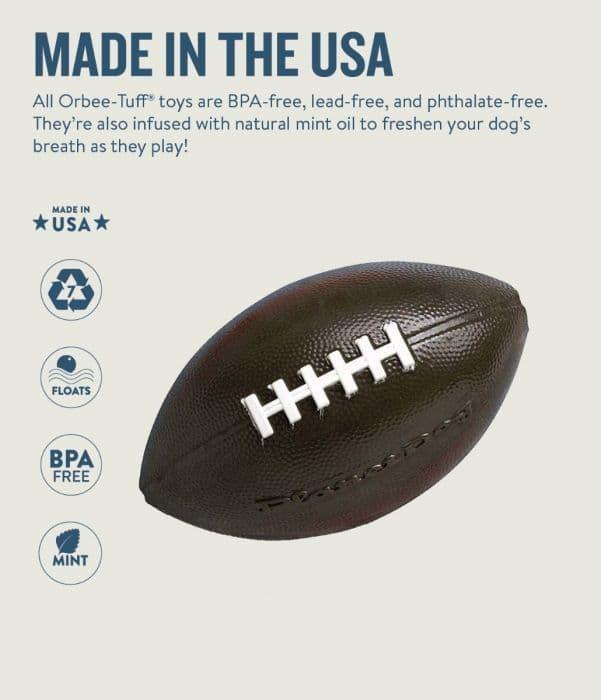 MADE IN THE USA
All Orbee-Tuff® toys are BPA-free, lead-free, and phthalate-free.
They’re also infused with natural mint oil to freshen your dog’s
breath as they play!
MADE IN
USA
7
FLOATS
BPA
FREE
MINT
Planet Dog